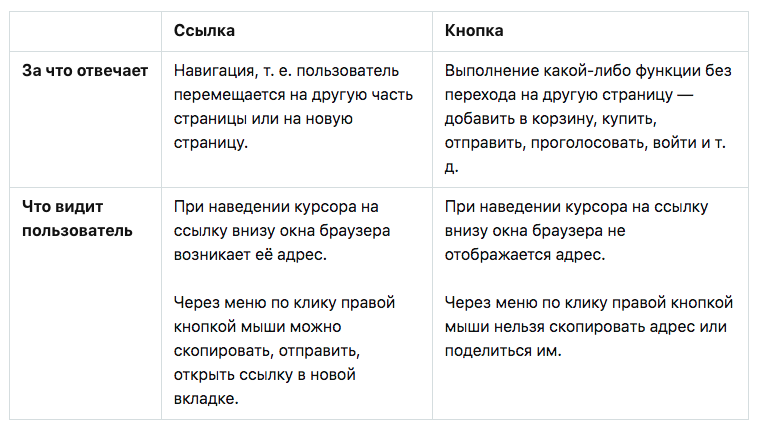 Ссылка
Кнопка
За что отвечает
Навигация, т. е. пользователь
перемещается на другую часть
страницы или на новую
страницу.
Выполнение какой-либо функции без
перехода на другую страницу —
добавить в корзину, купить,
отправить, проголосовать, войти и т.
д.
Что видит
пользователь
При наведении курсора на
ссылку внизу окна браузера
возникает её адрес.
Через меню по клику правой
кнопкой мыши можно
скопировать, отправить,
открыть ссылку в новой
вкладке.
При наведении курсора на ссылку
внизу окна браузера не
отображается адрес.
Через меню по клику правой кнопкой
мыши нельзя скопировать адрес или
поделиться им.